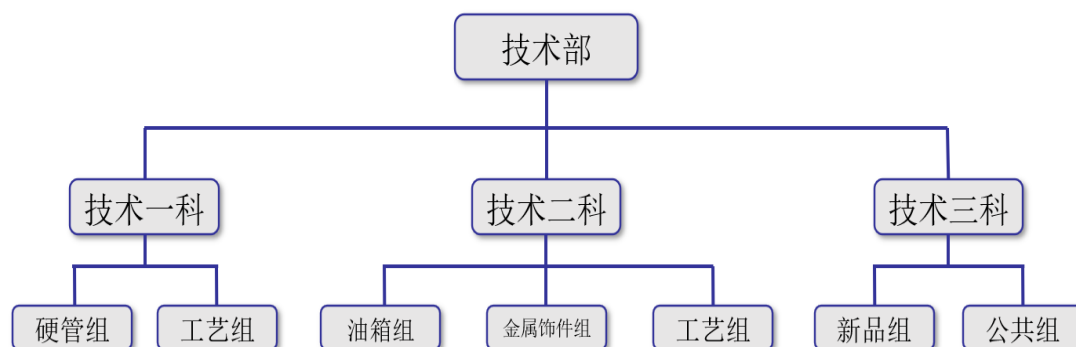 技术部
技术一科
技术二科
技术三科
硬管组
工艺组
油箱组
金属饰件组
工艺组
新品组
公共组